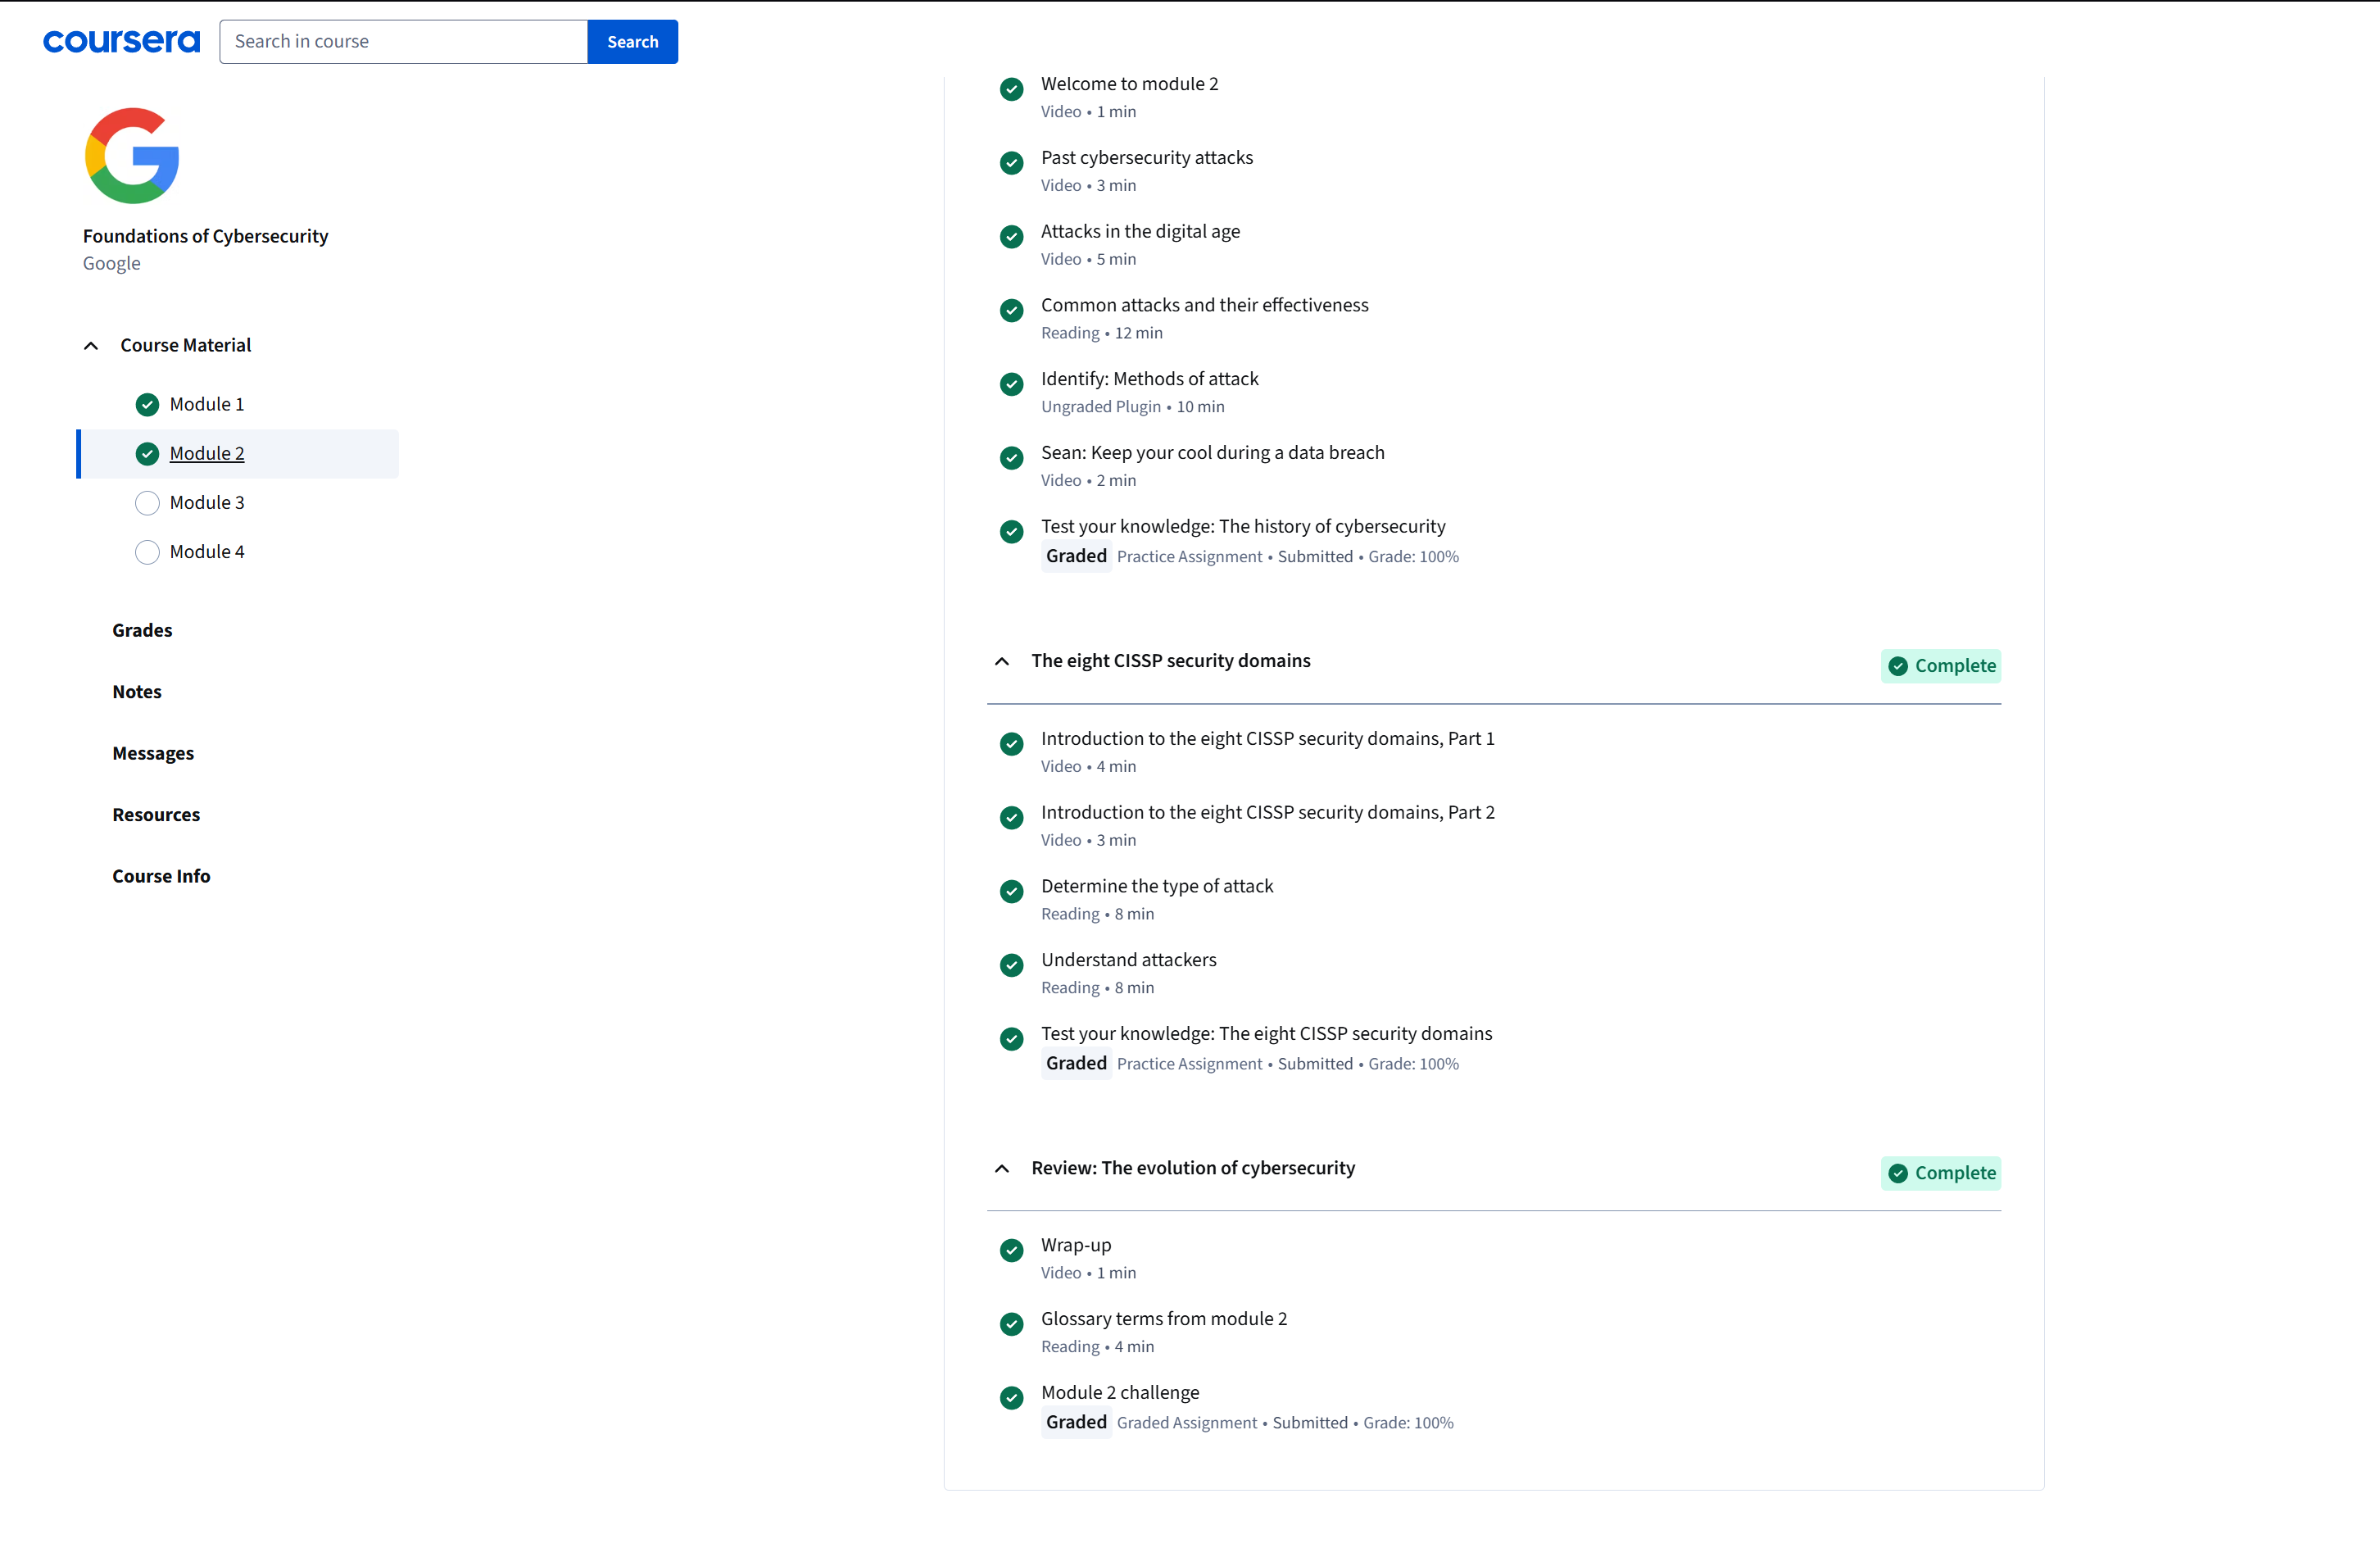 coursera
Search in course
Search
Foundations of Cybersecurity
Google
Course Material
Module 1
Module 2
Module 3
Module 4
Grades
Notes
Messages
Resources
Course Info
Welcome to module 2
Video • 1 min
Past cybersecurity attacks
Video • 3 min
Attacks in the digital age
Video • 5 min
Common attacks and their effectiveness
Reading • 12 min
Identify: Methods of attack
Ungraded Plugin • 10 min
Sean: Keep your cool during a data breach
Video • 2 min
Test your knowledge: The history of cybersecurity
Graded Practice Assignment • Submitted • Grade: 100%
The eight CISSP security domains
Complete
Introduction to the eight CISSP security domains, Part 1
Video • 4 min
Introduction to the eight CISSP security domains, Part 2
Video • 3 min
Determine the type of attack
Reading • 8 min
Understand attackers
Reading • 8 min
Test your knowledge: The eight CISSP security domains
Graded Practice Assignment • Submitted • Grade: 100%
Review: The evolution of cybersecurity
Complete
Wrap-up
Video • 1 min
Glossary terms from module 2
Reading • 4 min
Module 2 challenge
Graded Graded Assignment • Submitted • Grade: 100%